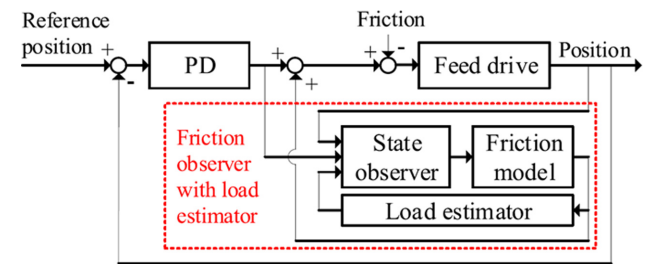 Reference
position
+
-
PD
+
+
Friction
+
-
Feed drive
Position
Friction
observer
with load
estimator
State
observer
Friction
model
Load estimator